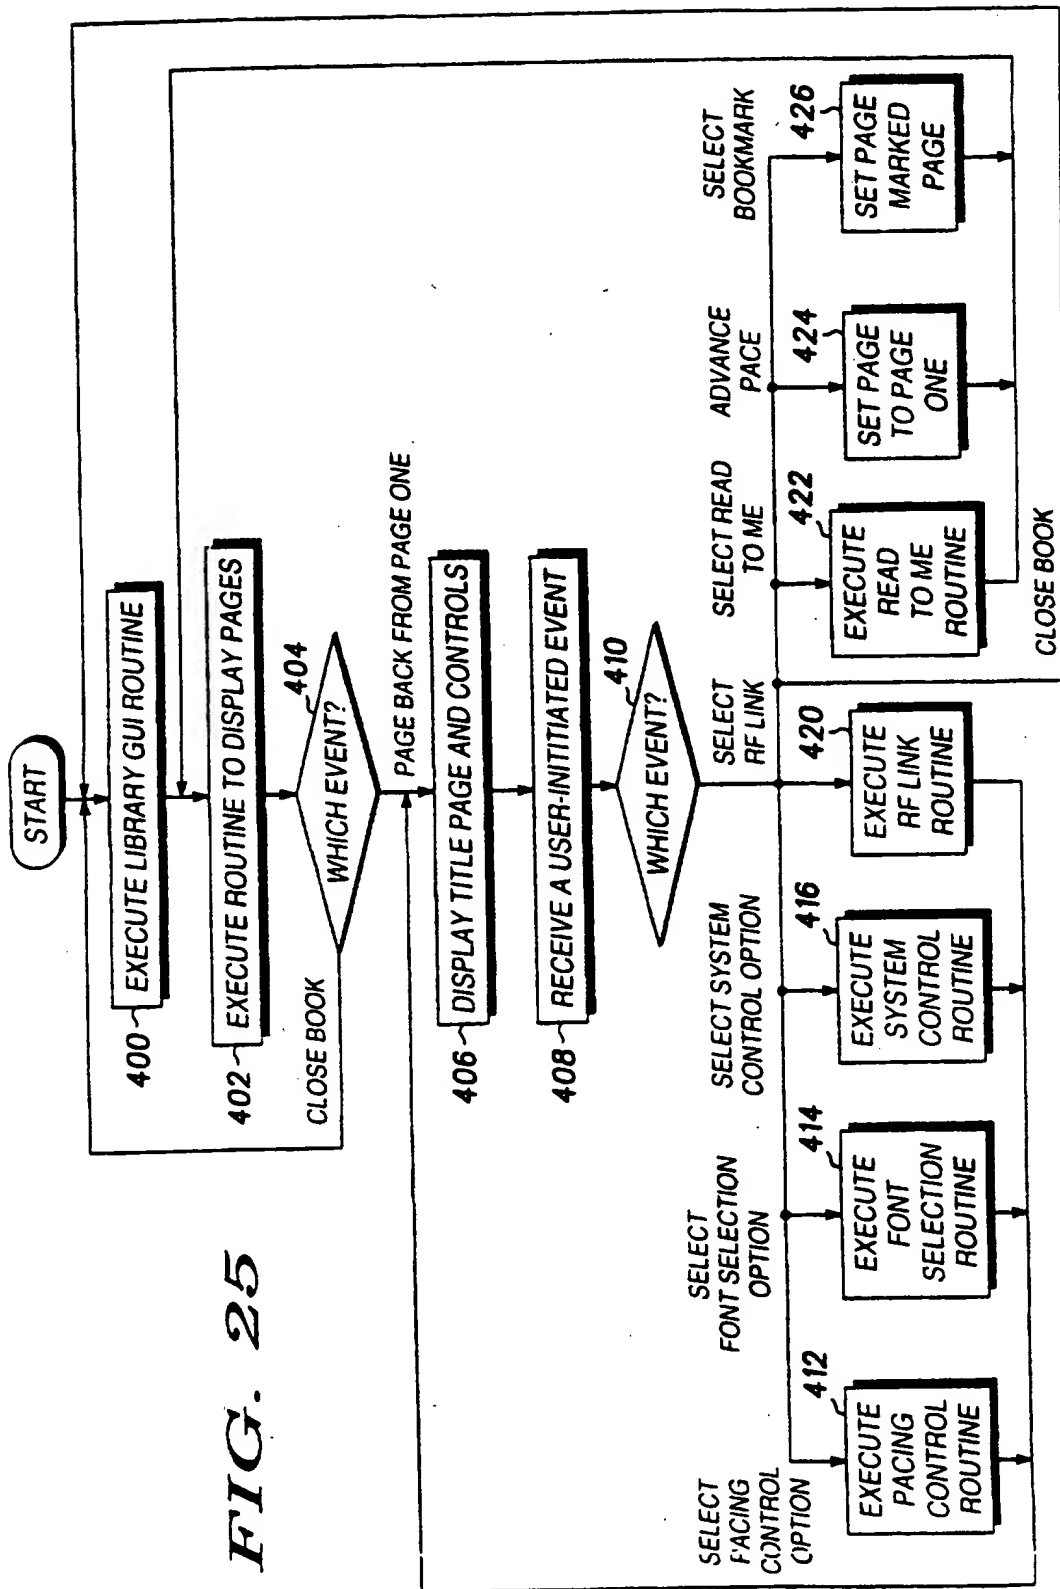 FIG. 25
START
EXECUTE LIBRARY GUI ROUTINE
400
EXECUTE ROUTINE TO DISPLAY PAGES
402
WHICH EVENT?
404
CLOSE BOOK
PAGE BACK FROM PAGE ONE
DISPLAY TITLE PAGE AND CONTROLS
406
RECEIVE A USER-INITITIATED EVENT
408
WHICH EVENT?
410
SELECT
PACING
CONTROL
OPTION
412
EXECUTE
PACING
CONTROL
ROUTINE
SELECT
FONT SELECTION
OPTION
414
EXECUTE
FONT
SELECTION
ROUTINE
SELECT SYSTEM
CONTROL OPTION
416
EXECUTE
SYSTEM
CONTROL
ROUTINE
SELECT
RF LINK
420
EXECUTE
RF LINK
ROUTINE
SELECT READ
TO ME
422
EXECUTE
READ
TO ME
ROUTINE
ADVANCE
PACE
424
SET PAGE
TO PAGE
ONE
SELECT
BOOKMARK
426
SET PAGE
MARKED
PAGE
CLOSE BOOK